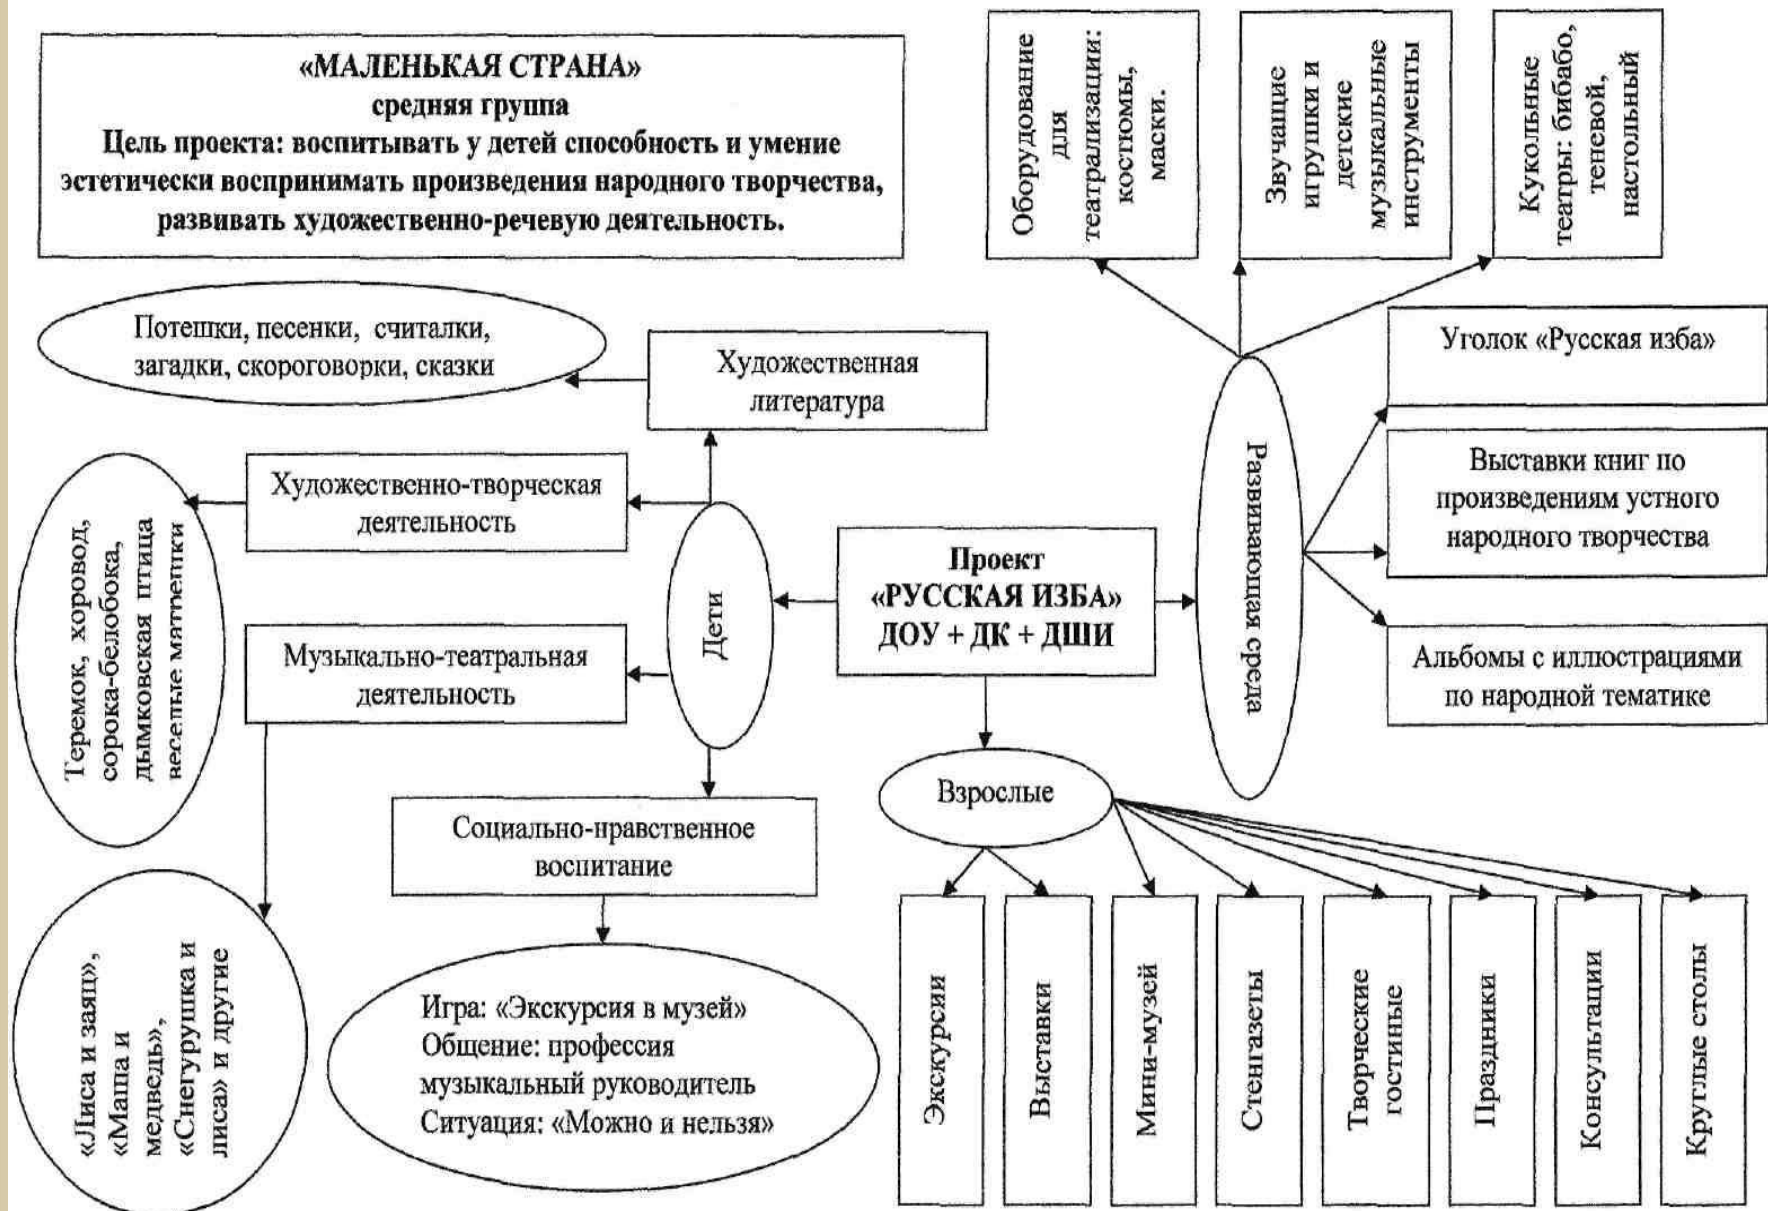 «МАЛЕНЬКАЯ СТРАНА»
средняя группа
Цель проекта: воспитывать у детей способность и умение
эстетически воспринимать произведения народного творчества,
развивать художественно-речевую деятельность.
Оборудование
для
театрализации:
костюмы,
маски.
Звучащие
игрушки и
детские
музыкальные
инструменты
Кукольные
театры: бибабо,
теневой,
настольный
Потешки, песенки, считалки,
загадки, скороговорки, сказки
Художественная
литература
Уголок «Русская изба»
Выставки книг по
произведениям устного
народного творчества
Альбомы с иллюстрациями
по народной тематике
Развивающая среда
Художественно-творческая
деятельность
Теремок, хоровод,
сорока-белобока,
дымковская птица
веселые матрешки
Дети
Проект
«РУССКАЯ ИЗБА»
ДОУ + ДК + ДШИ
Музыкально-театральная
деятельность
Взрослые
Социально-нравственное
воспитание
«Лиса и заяц»,
«Маша и
медведь»,
«Снегурушка и
лиса» и другие
Игра: «Экскурсия в музей»
Общение: профессия
музыкальный руководитель
Ситуация: «Можно и нельзя»
Экскурсии
Выставки
Мини-музей
Стенгазеты
Творческие
гостиные
Праздники
Консультации
Круглые столы